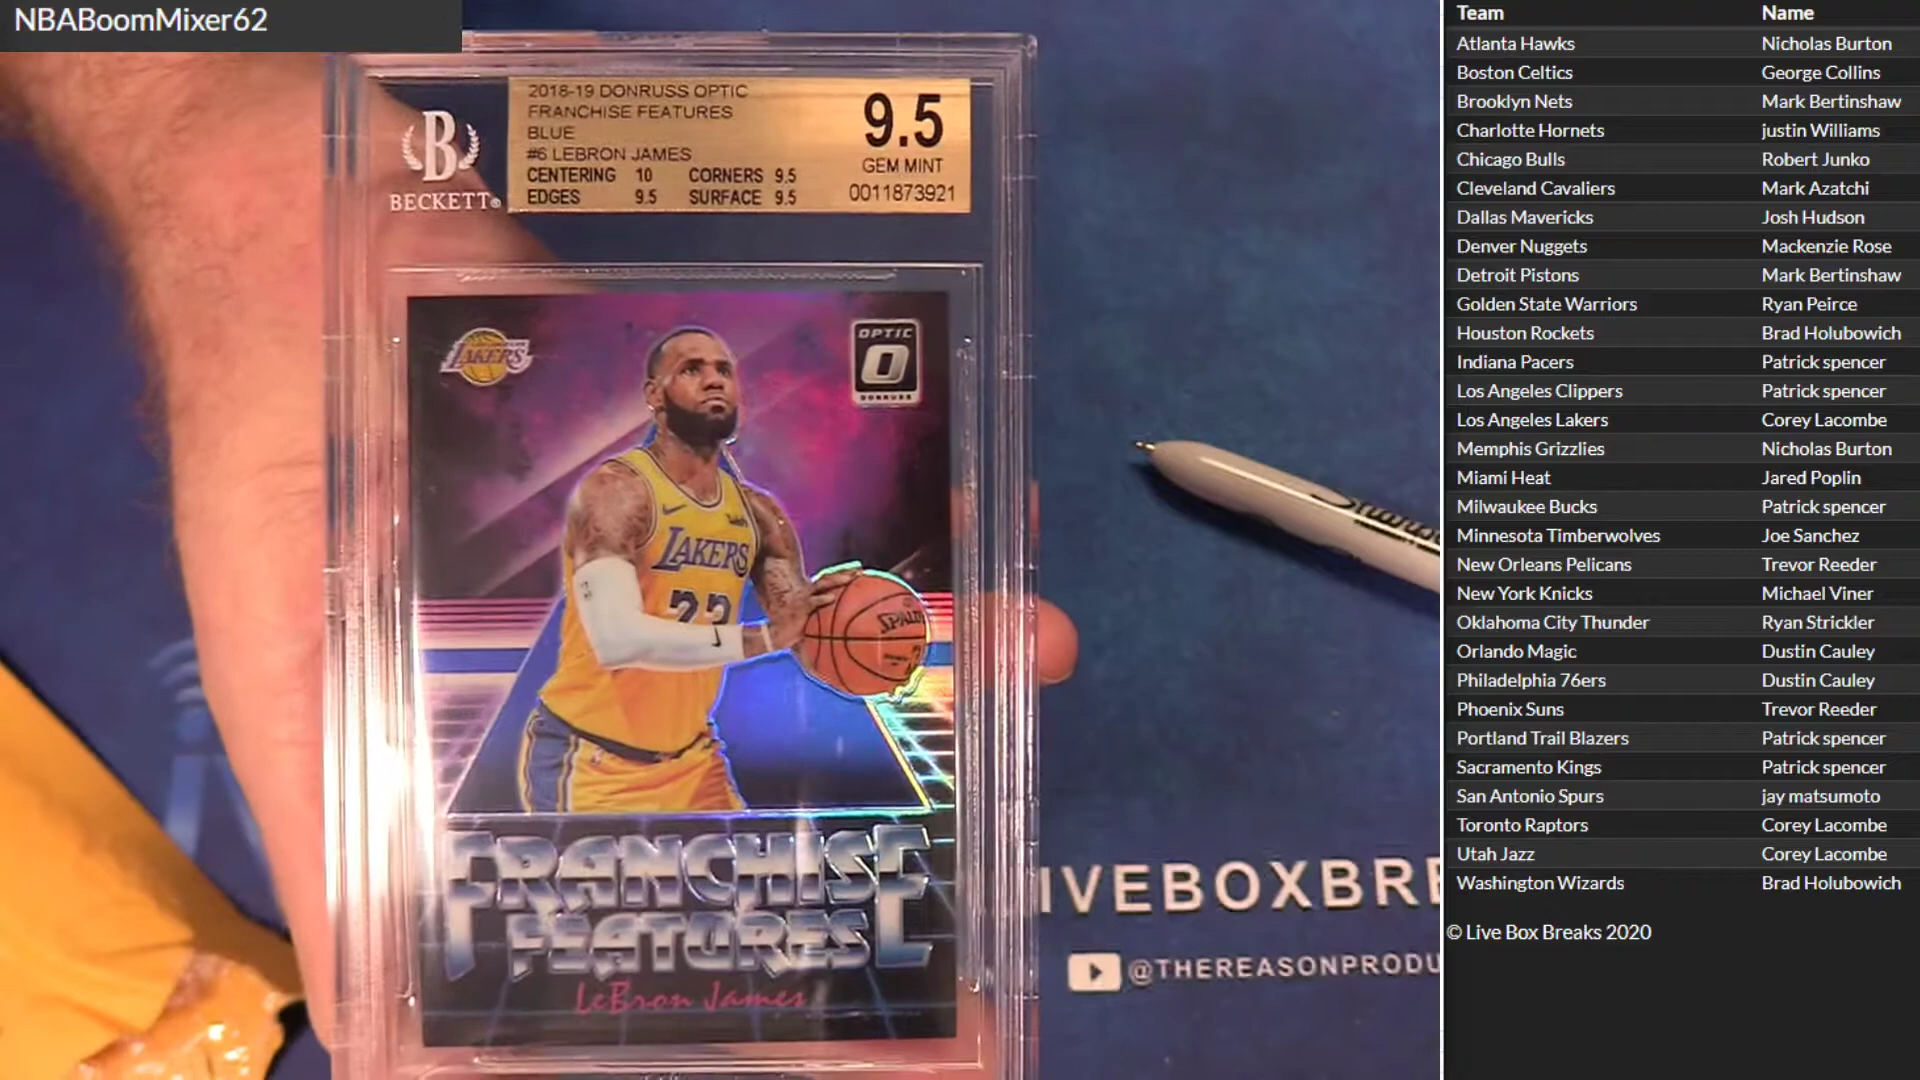 NBABoomMixer62
2018-19 DONRUSS OPTIC
FRANCHISE FEATURES
BLUE
#6 LEBRON JAMES
CENTERING 10 CORNERS 9.5
EDGES 9.5 SURFACE 9.5
9.5
GEM MINT
0011873921
B
BECKETT
LAKERS
OPTIC
O
DONRUSS
LAKERS
23
SPALDING
FRANCHISE
FEATURES
LeBron James
IVEBOXBRE
@THEREASONPRODU
Team Name
Atlanta Hawks Nicholas Burton
Boston Celtics George Collins
Brooklyn Nets Mark Bertinshaw
Charlotte Hornets justin Williams
Chicago Bulls Robert Junko
Cleveland Cavaliers Mark Azatchi
Dallas Mavericks Josh Hudson
Denver Nuggets Mackenzie Rose
Detroit Pistons Mark Bertinshaw
Golden State Warriors Ryan Peirce
Houston Rockets Brad Holubowich
Indiana Pacers Patrick spencer
Los Angeles Clippers Patrick spencer
Los Angeles Lakers Corey Lacombe
Memphis Grizzlies Nicholas Burton
Miami Heat Jared Poplin
Milwaukee Bucks Patrick spencer
Minnesota Timberwolves Joe Sanchez
New Orleans Pelicans Trevor Reeder
New York Knicks Michael Viner
Oklahoma City Thunder Ryan Strickler
Orlando Magic Dustin Cauley
Philadelphia 76ers Dustin Cauley
Phoenix Suns Trevor Reeder
Portland Trail Blazers Patrick spencer
Sacramento Kings Patrick spencer
San Antonio Spurs jay matsumoto
Toronto Raptors Corey Lacombe
Utah Jazz Corey Lacombe
Washington Wizards Brad Holubowich
© Live Box Breaks 2020